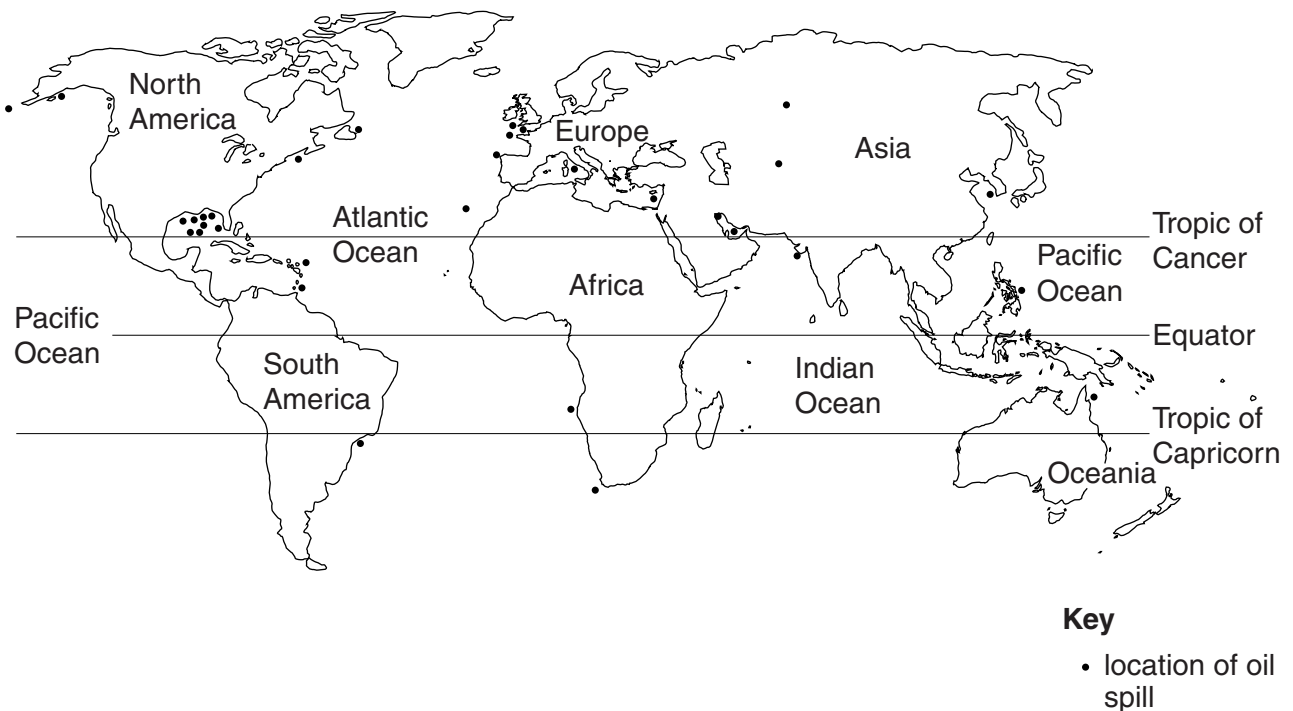 North
America
Europe
Asia
Atlantic
Ocean
Tropic of
Cancer
Pacific
Ocean
Africa
Pacific
Ocean
Equator
South
America
Indian
Ocean
Tropic of
Capricorn
Oceania
Key
location of oil
spill